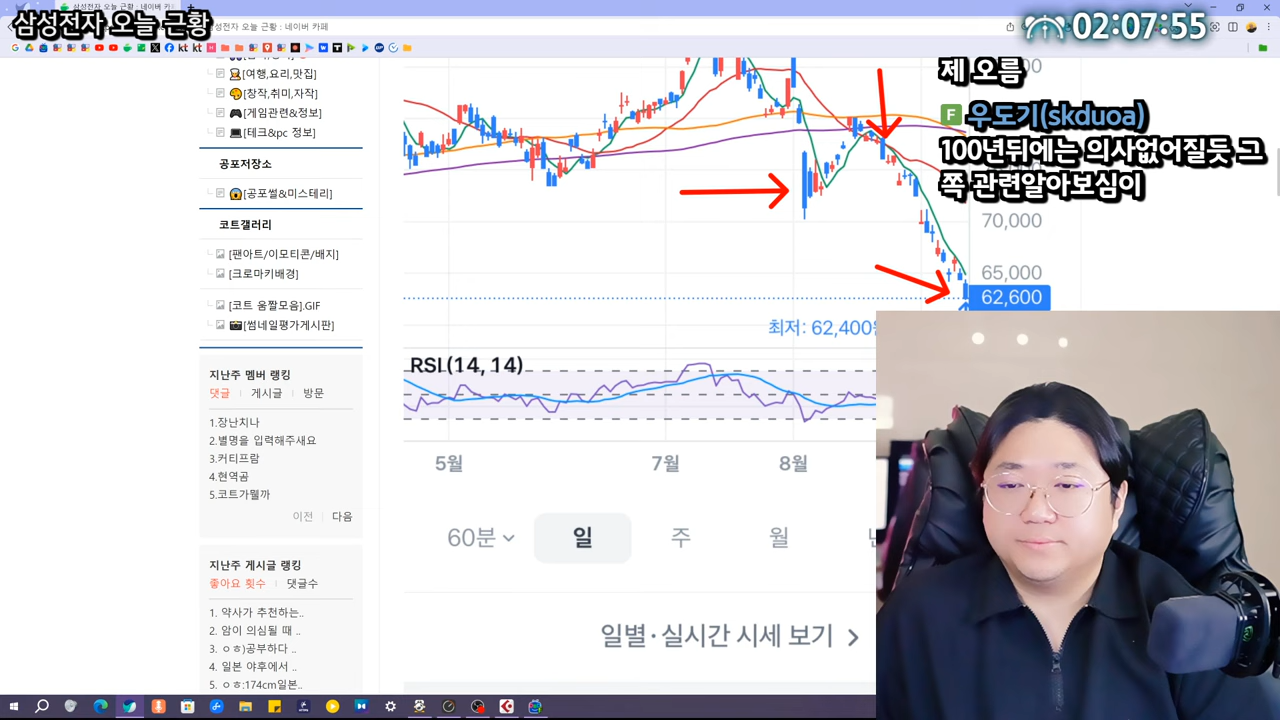 삼성전자 오늘 근황
삼성전자 오늘 근황 : 네이버 카페
02:07:55
[여행,요리,맛집]
[창작,취미,자작]
[게임관련&정보]
[테크&pc 정보]
공포저장소
[공포썰&미스테리]
코트갤러리
[팬아트/이모티콘/배지]
[크로마키배경]
[코트 움짤모음].GIF
[썸네일평가게시판]
지난주 멤버 랭킹
댓글
게시글
방문
1.장난치나
2.별명을 입력해주새요
3.커티프람
4.현역곰
5.코트가뭘까
이전
다음
지난주 게시글 랭킹
좋아요 횟수
댓글수
1. 약사가 추천하는..
2. 암이 의심될 때 ..
3. ㅇㅎ)공부하다 ..
4. 일본 야후에서 ..
5. ㅇㅎ:174cm일본..
제 오름
F 우도기(skduoa)
100년뒤에는 의사없어질듯 그
쪽 관련알아보심이
70,000
65,000
62,600
최저: 62,400
RSI(14, 14)
5월
7월
8월
60분
일
주
월
일별·실시간 시세 보기